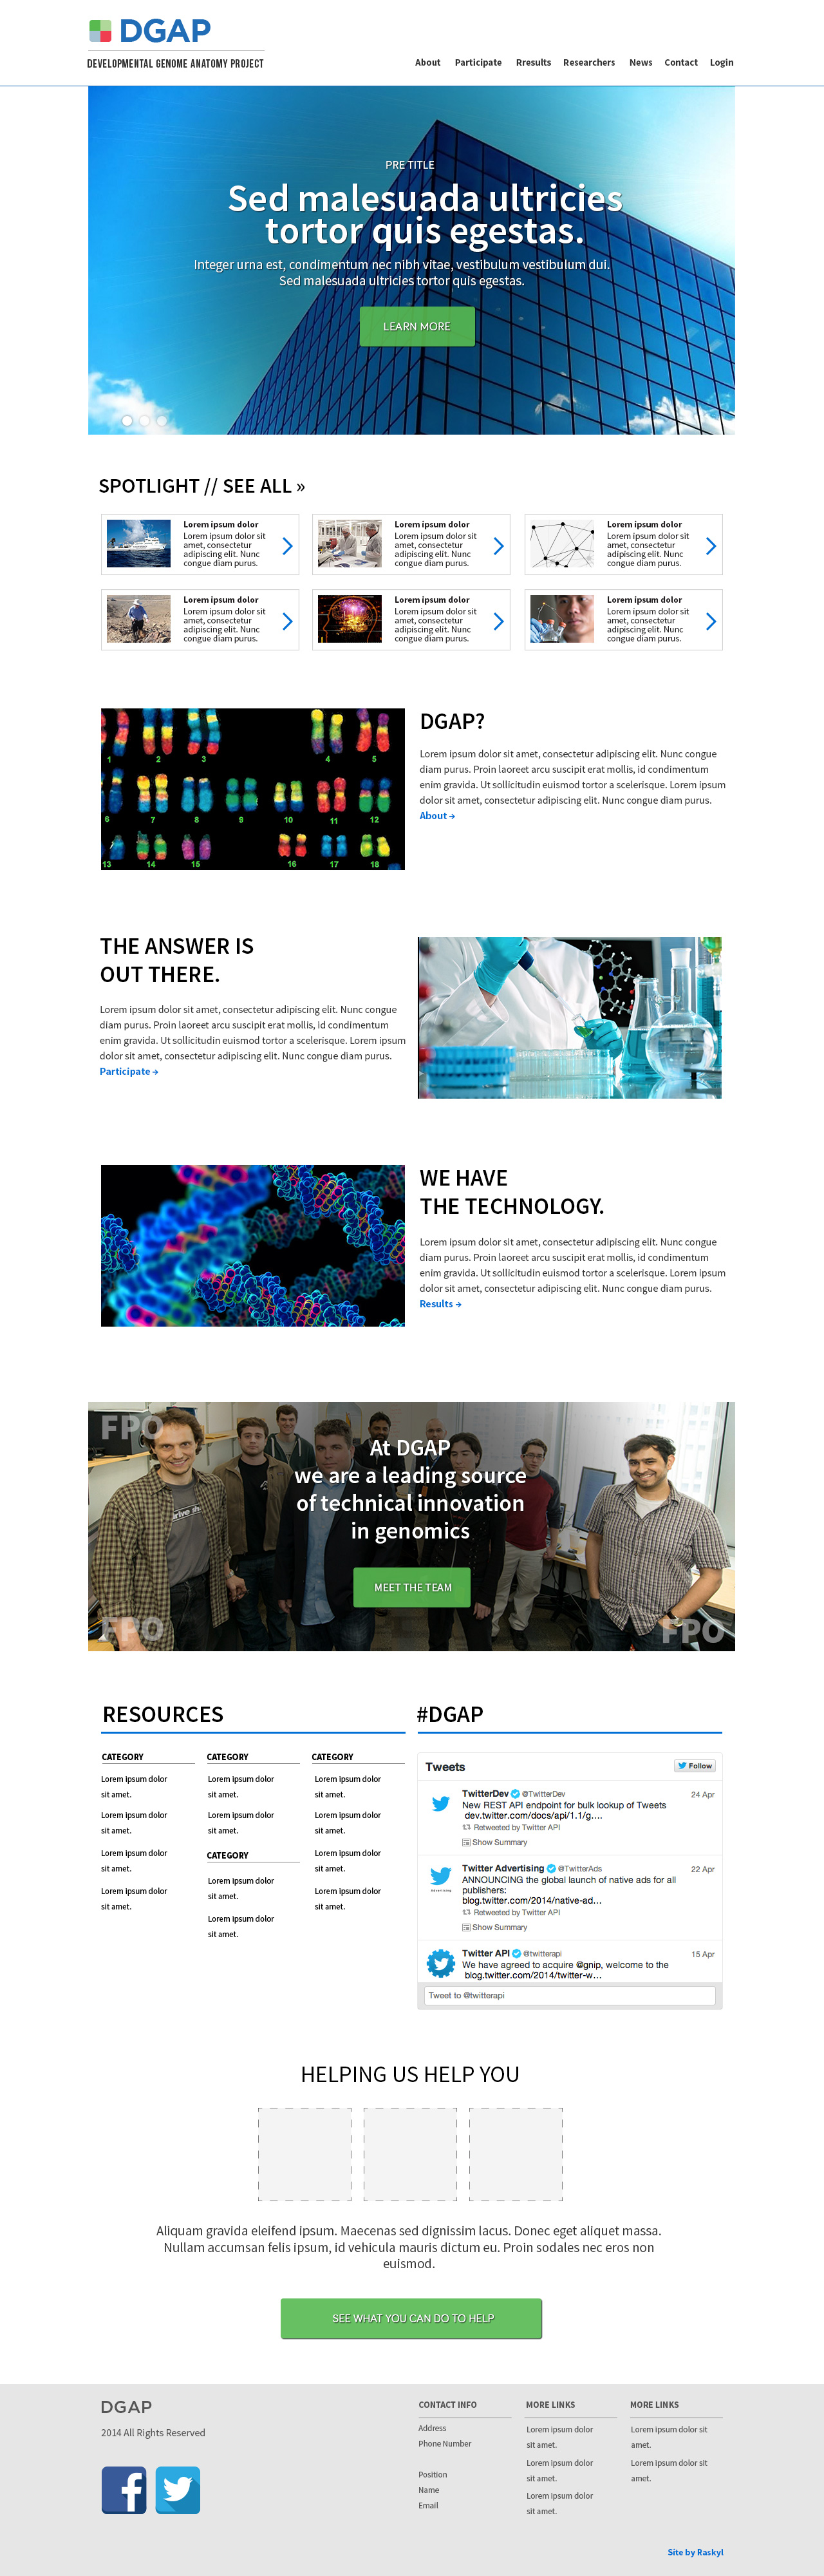 DGAP
DEVELOPMENTAL GENOME ANATOMY PROJECT
About Participate Rresults Researchers News Contact Login
PRE TITLE
Sed malesuada ultricies
tortor quis egestas.
Integer urna est, condimentum nec nibh vitae, vestibulum vestibulum dui.
Sed malesuada ultricies tortor quis egestas.
LEARN MORE
SPOTLIGHT // SEE ALL »
Lorem ipsum dolor
Lorem ipsum dolor sit
amet, consectetur
adipiscing elit. Nunc
congue diam purus.
Lorem ipsum dolor
Lorem ipsum dolor sit
amet, consectetur
adipiscing elit. Nunc
congue diam purus.
Lorem ipsum dolor
Lorem ipsum dolor sit
amet, consectetur
adipiscing elit. Nunc
congue diam purus.
Lorem ipsum dolor
Lorem ipsum dolor sit
amet, consectetur
adipiscing elit. Nunc
congue diam purus.
Lorem ipsum dolor
Lorem ipsum dolor sit
amet, consectetur
adipiscing elit. Nunc
congue diam purus.
Lorem ipsum dolor
Lorem ipsum dolor sit
amet, consectetur
adipiscing elit. Nunc
congue diam purus.
1 2 3 4 5
6 7 8 9 10 11 12
13 14 15 16 17 18
DGAP?
Lorem ipsum dolor sit amet, consectetur adipiscing elit. Nunc congue
diam purus. Proin laoreet arcu suscipit erat mollis, id condimentum
enim gravida. Ut sollicitudin euismod tortor a scelerisque. Lorem ipsum
dolor sit amet, consectetur adipiscing elit. Nunc congue diam purus.
About →
THE ANSWER IS
OUT THERE.
Lorem ipsum dolor sit amet, consectetur adipiscing elit. Nunc congue
diam purus. Proin laoreet arcu suscipit erat mollis, id condimentum
enim gravida. Ut sollicitudin euismod tortor a scelerisque. Lorem ipsum
dolor sit amet, consectetur adipiscing elit. Nunc congue diam purus.
Participate →
WE HAVE
THE TECHNOLOGY.
Lorem ipsum dolor sit amet, consectetur adipiscing elit. Nunc congue
diam purus. Proin laoreet arcu suscipit erat mollis, id condimentum
enim gravida. Ut sollicitudin euismod tortor a scelerisque. Lorem ipsum
dolor sit amet, consectetur adipiscing elit. Nunc congue diam purus.
Results →
FPO
At DGAP
we are a leading source
of technical innovation
in genomics
MEET THE TEAM
FPO
FPO
RESOURCES
CATEGORY
Lorem ipsum dolor
sit amet.
Lorem ipsum dolor
sit amet.
Lorem ipsum dolor
sit amet.
Lorem ipsum dolor
sit amet.
CATEGORY
Lorem ipsum dolor
sit amet.
Lorem ipsum dolor
sit amet.
CATEGORY
Lorem ipsum dolor
sit amet.
Lorem ipsum dolor
sit amet.
CATEGORY
Lorem ipsum dolor
sit amet.
Lorem ipsum dolor
sit amet.
Lorem ipsum dolor
sit amet.
Lorem ipsum dolor
sit amet.
#DGAP
Tweets Follow
TwitterDev @TwitterDev 24 Apr
New REST API endpoint for bulk lookup of Tweets
dev.twitter.com/docs/api/1.1/g…
Retweeted by Twitter API
Show Summary
Twitter Advertising @TwitterAds 22 Apr
ANNOUNCING the global launch of native ads for all
publishers:
blog.twitter.com/2014/native-ad…
Retweeted by Twitter API
Show Summary
Twitter API @twitterapi 15 Apr
We have agreed to acquire @gnip, welcome to the
blog.twitter.com/2014/twitter-w…
Tweet to @twitterapi
HELPING US HELP YOU
Aliquam gravida eleifend ipsum. Maecenas sed dignissim lacus. Donec eget aliquet massa.
Nullam accumsan felis ipsum, id vehicula mauris dictum eu. Proin sodales nec eros non
euismod.
SEE WHAT YOU CAN DO TO HELP
DGAP
2014 All Rights Reserved
CONTACT INFO
Address
Phone Number
Position
Name
Email
MORE LINKS
Lorem ipsum dolor
sit amet.
Lorem ipsum dolor
sit amet.
Lorem ipsum dolor
sit amet.
MORE LINKS
Lorem ipsum dolor sit
amet.
Lorem ipsum dolor sit
amet.
Site by Raskyl